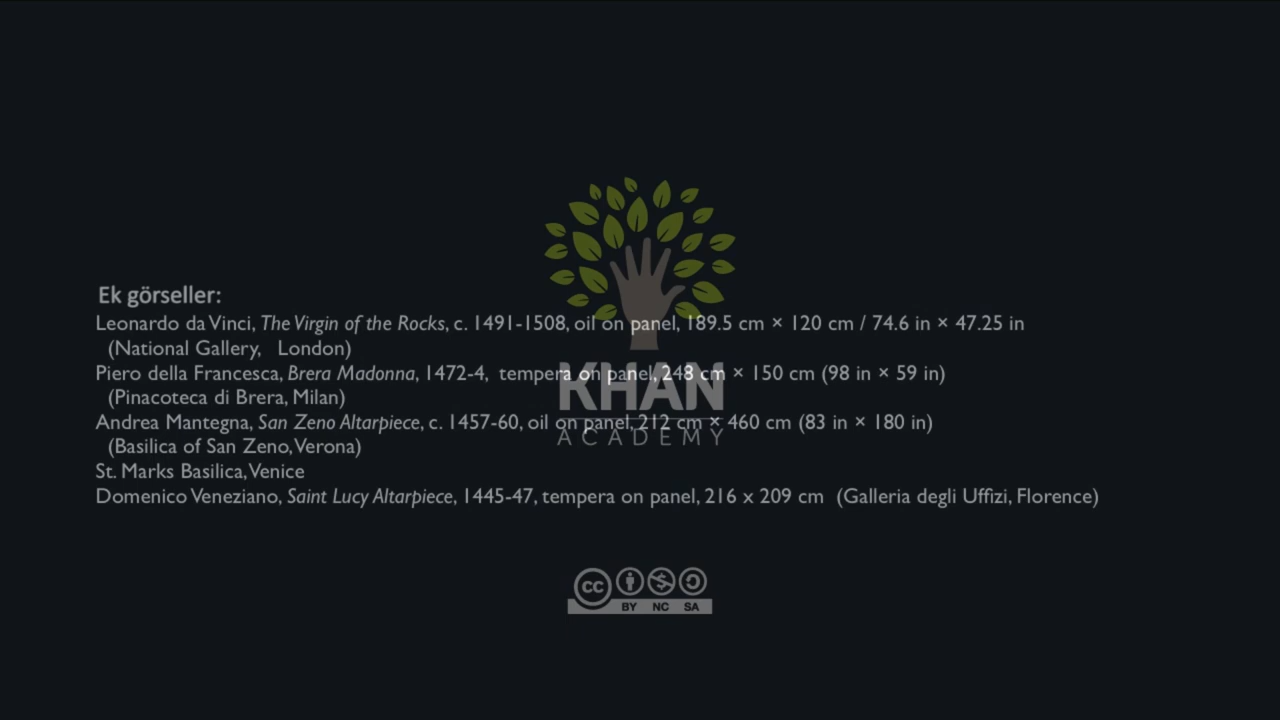 Ek görseller:
Leonardo da Vinci, The Virgin of the Rocks, c. 1491-1508, oil on panel, 189.5 cm × 120 cm / 74.6 in × 47.25 in
(National Gallery, London)
Piero della Francesca, Brera Madonna, 1472-4, tempera on panel, 248 cm × 150 cm (98 in × 59 in)
(Pinacoteca di Brera, Milan)
Andrea Mantegna, San Zeno Altarpiece, c. 1457-60, oil on panel, 212 cm × 460 cm (83 in × 180 in)
(Basilica of San Zeno, Verona)
St. Marks Basilica, Venice
Domenico Veneziano, Saint Lucy Altarpiece, 1445-47, tempera on panel, 216 x 209 cm (Galleria degli Uffizi, Florence)
KHAN
ACADEMY
cc
BY NC SA